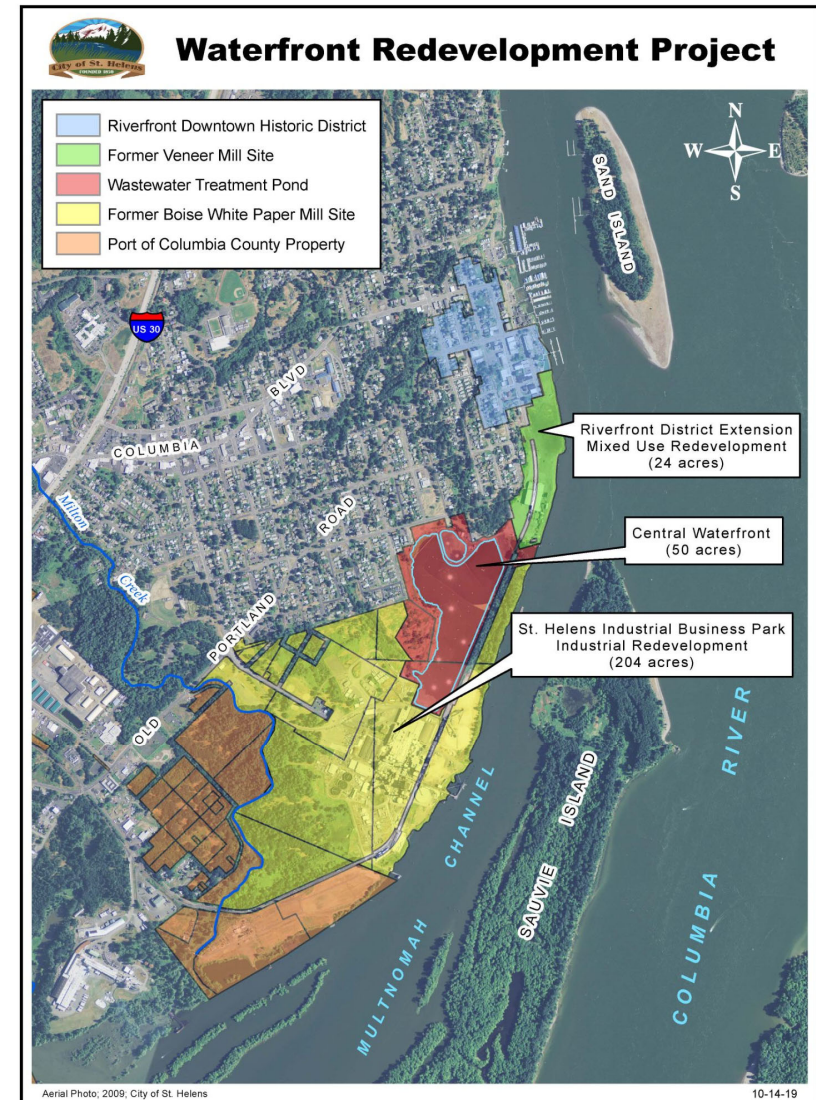 City of St. Helens
FOUNDED 1850
Waterfront Redevelopment Project
Riverfront Downtown Historic District
Former Veneer Mill Site
Wastewater Treatment Pond
Former Boise White Paper Mill Site
Port of Columbia County Property
N
W E
S
SAND ISLAND
US 30
COLUMBIA BLVD
Riverfront District Extension
Mixed Use Redevelopment
(24 acres)
Milton Creek
Central Waterfront
(50 acres)
St. Helens Industrial Business Park
Industrial Redevelopment
(204 acres)
OLD PORTLAND ROAD
MULTNOMAH CHANNEL
SAUVIE ISLAND
COLUMBIA RIVER
Aerial Photo; 2009; City of St. Helens
10-14-19